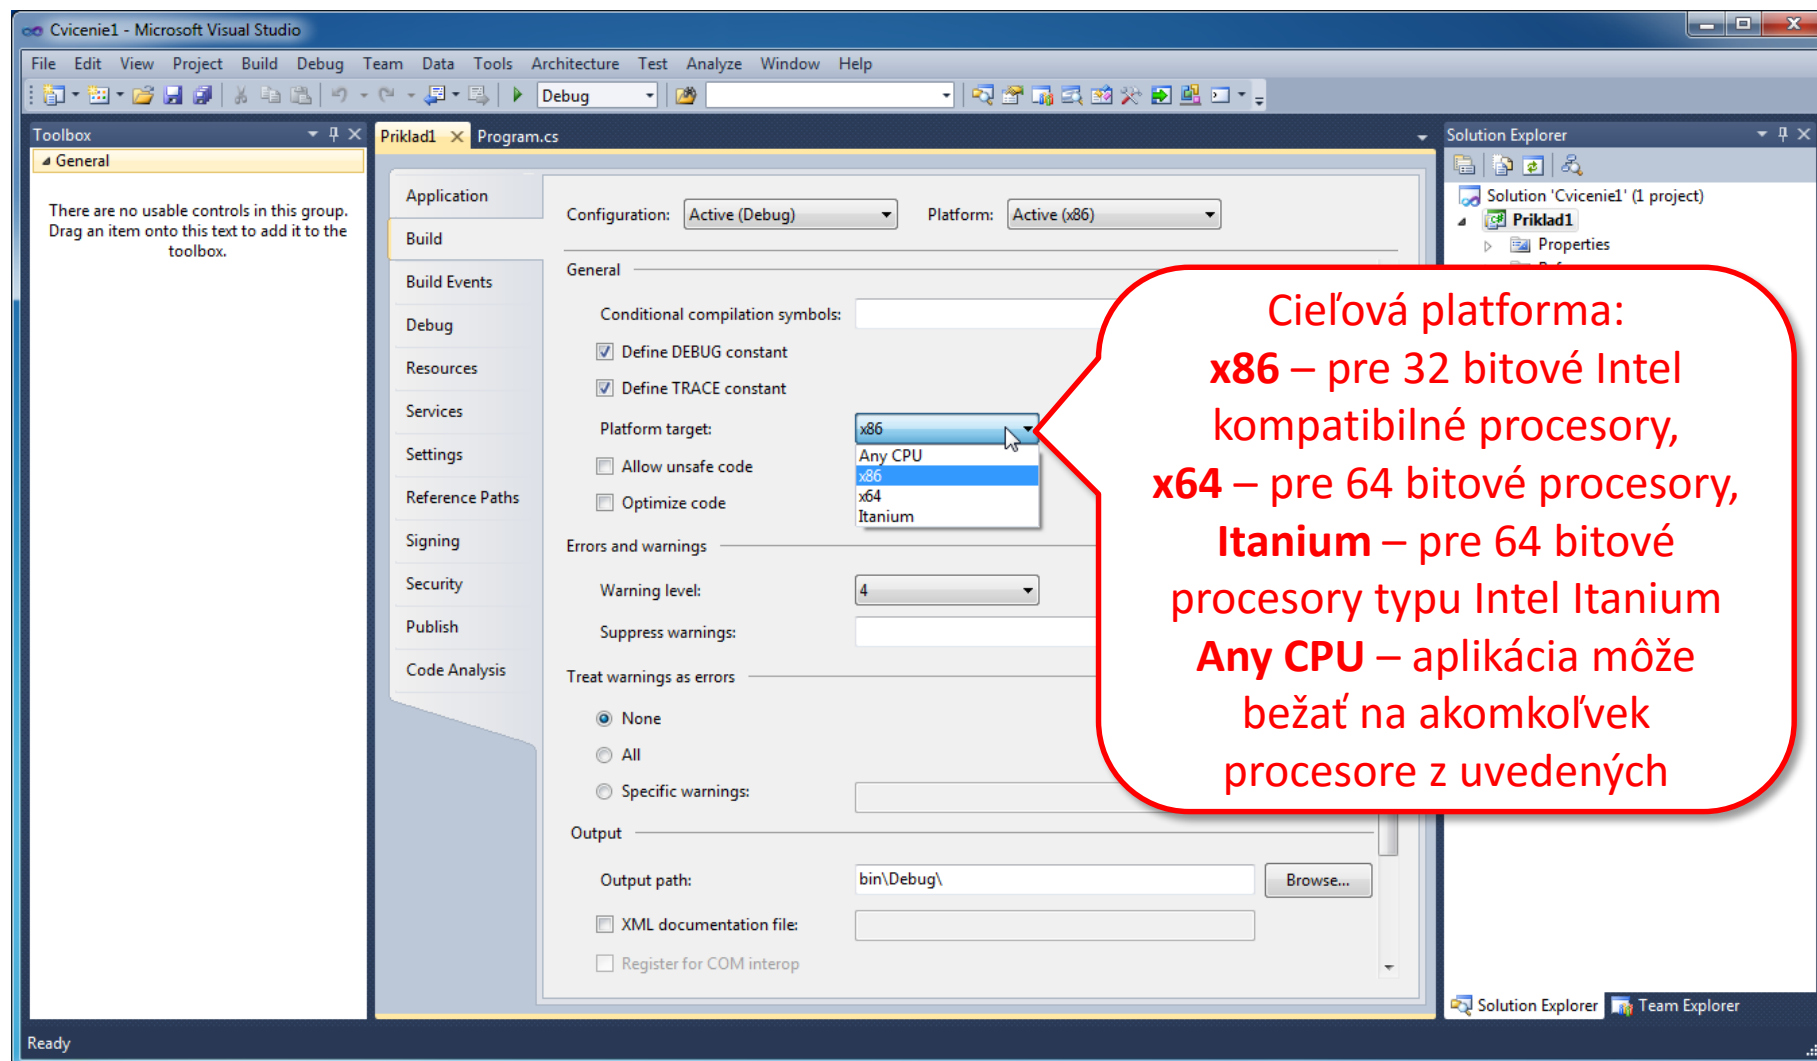 Cvicenie1 - Microsoft Visual Studio
File Edit View Project Build Debug Team Data Tools Architecture Test Analyze Window Help
Debug
Toolbox
General
There are no usable controls in this group.
Drag an item onto this text to add it to the
toolbox.
Priklad1 Program.cs
Application
Build
Build Events
Debug
Resources
Services
Settings
Reference Paths
Signing
Security
Publish
Code Analysis
Configuration: Active (Debug) Platform: Active (x86)
General
Conditional compilation symbols:
Define DEBUG constant
Define TRACE constant
Platform target: x86
Any CPU
x86
x64
Itanium
Allow unsafe code
Optimize code
Errors and warnings
Warning level: 4
Suppress warnings:
Treat warnings as errors
None
All
Specific warnings:
Output
Output path: bin\Debug\ Browse...
XML documentation file:
Register for COM interop
Cieľová platforma:
x86 – pre 32 bitové Intel
kompatibilné procesory,
x64 – pre 64 bitové procesory,
Itanium – pre 64 bitové
procesory typu Intel Itanium
Any CPU – aplikácia môže
bežať na akomkoľvek
procesore z uvedených
Solution Explorer
Solution 'Cvicenie1' (1 project)
Priklad1
Properties
Solution Explorer Team Explorer
Ready